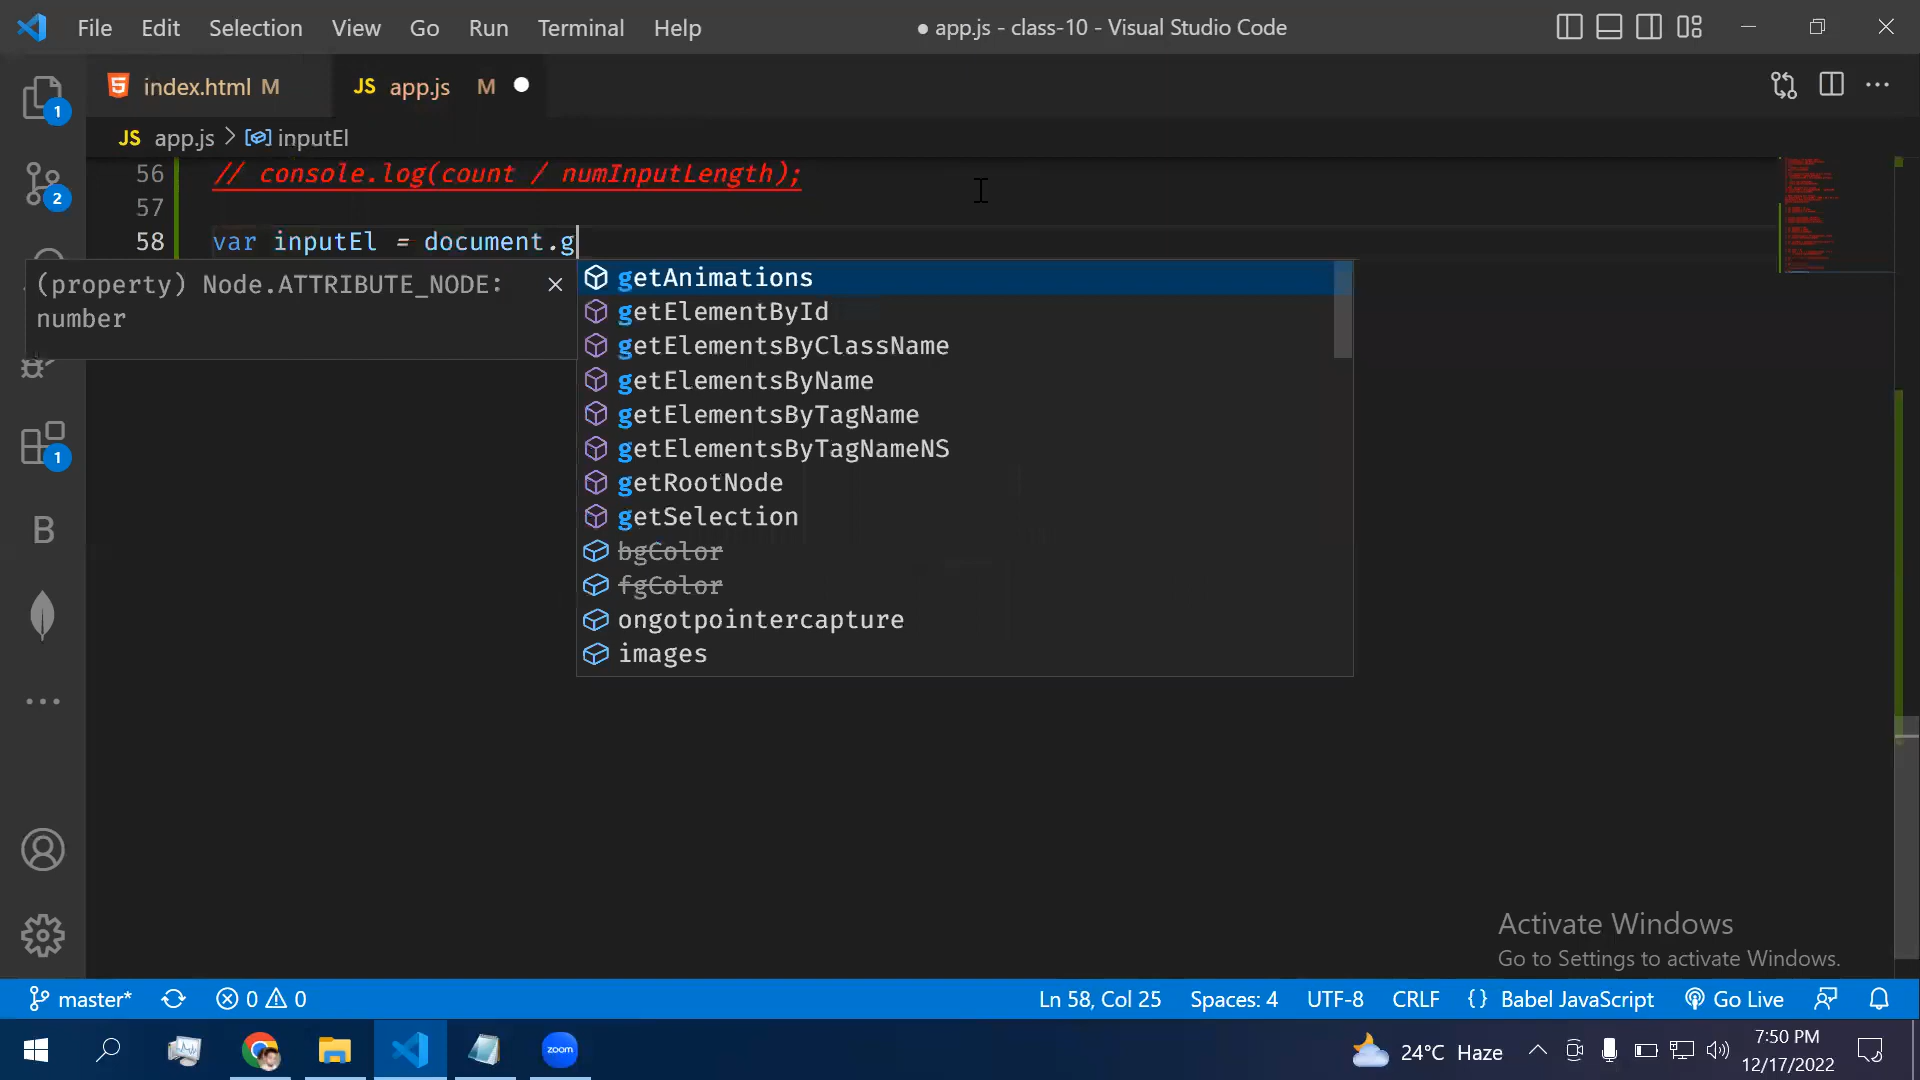 File Edit Selection View Go Run Terminal Help
● app.js - class-10 - Visual Studio Code
index.html M
JS app.js M
JS app.js > inputEl
1
2
1
B
56 // console.log(count / numInputLength);
57
58 var inputEl = document.g
(property) Node.ATTRIBUTE_NODE:
number
getAnimations
getElementById
getElementsByClassName
getElementsByName
getElementsByTagName
getElementsByTagNameNS
getRootNode
getSelection
bgColor
fgColor
ongotpointercapture
images
Activate Windows
Go to Settings to activate Windows.
master* 0 0 Ln 58, Col 25 Spaces: 4 UTF-8 CRLF {} Babel JavaScript Go Live
zoom
24°C Haze
7:50 PM
12/17/2022